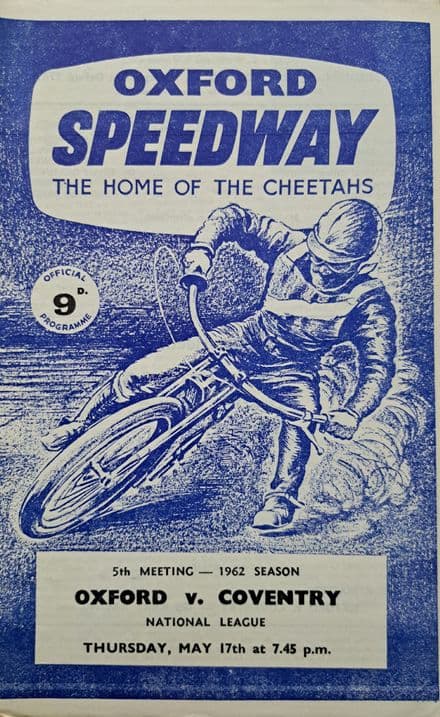 OXFORD
SPEEDWAY
THE HOME OF THE CHEETAHS
OFFICIAL
9D.
PROGRAMME
5th MEETING — 1962 SEASON
OXFORD v. COVENTRY
NATIONAL LEAGUE
THURSDAY, MAY 17th at 7.45 p.m.